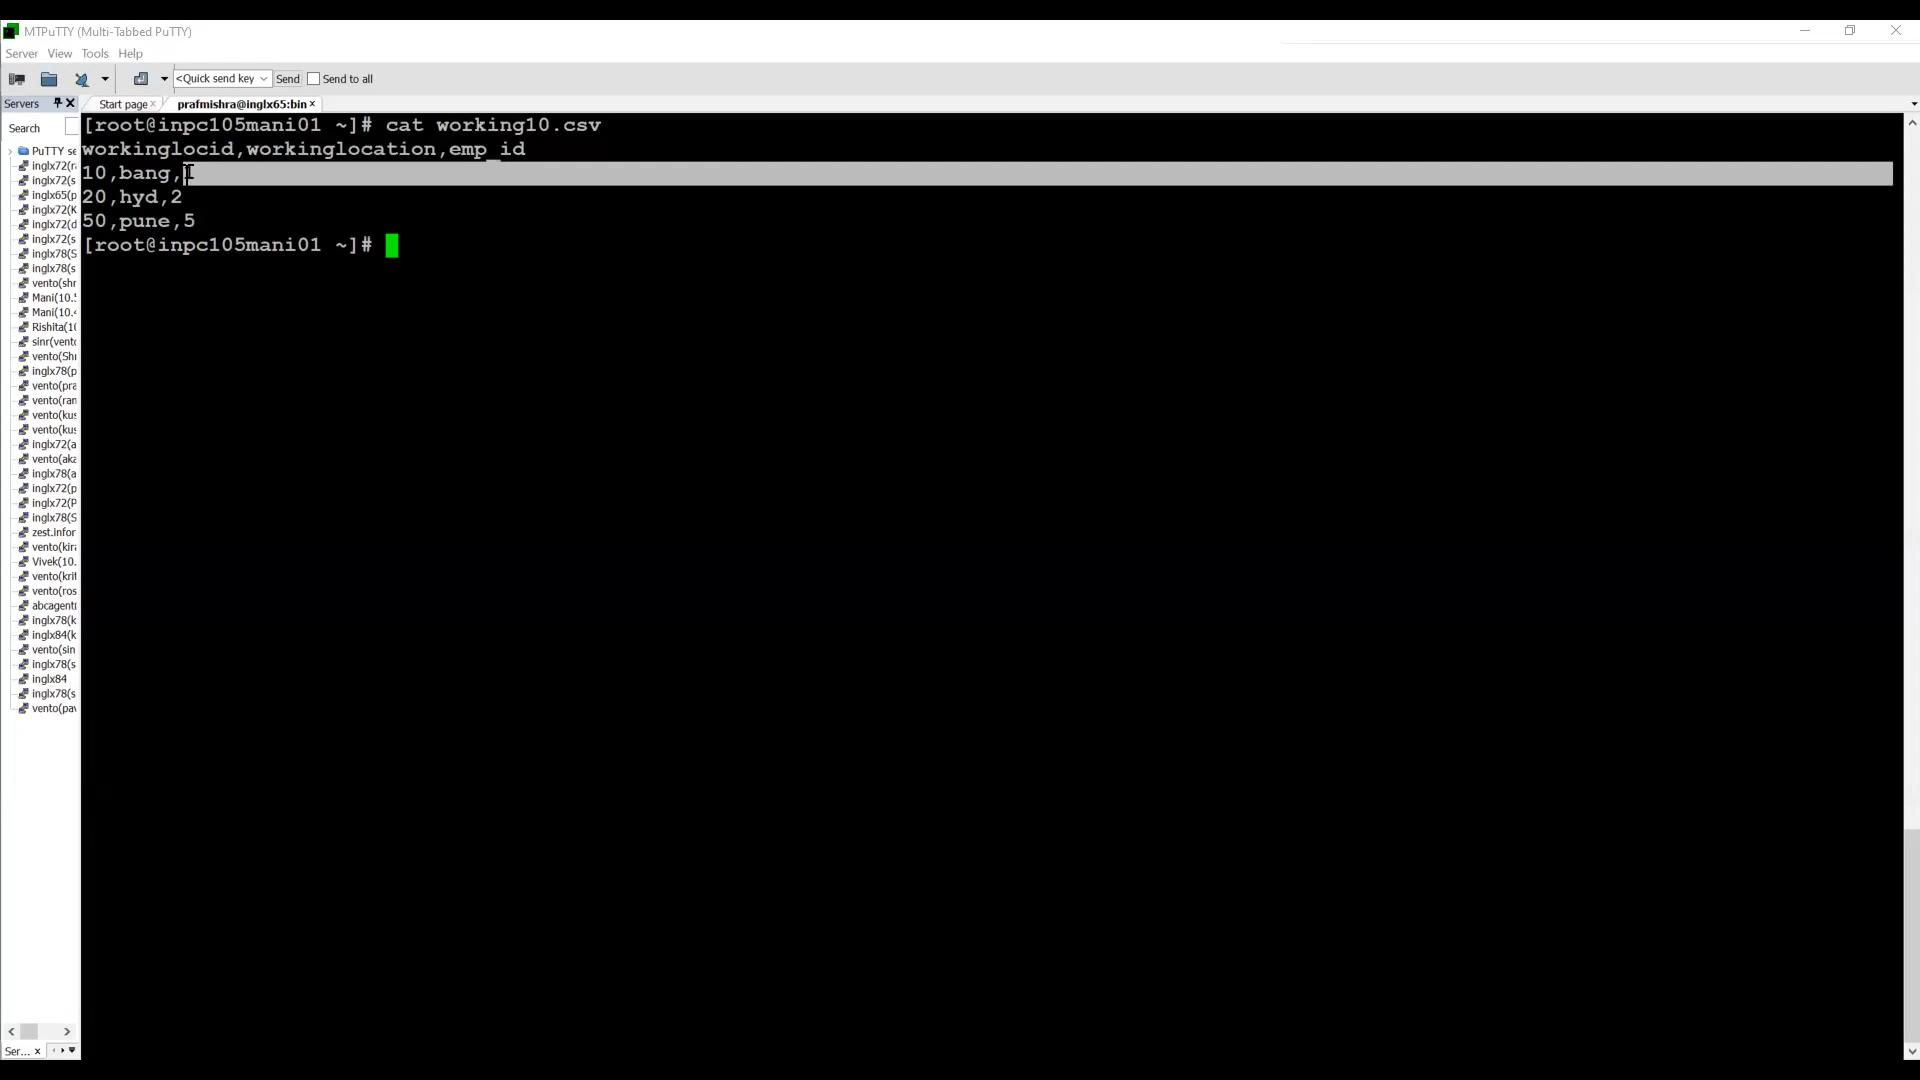 MTPuTTY (Multi-Tabbed PuTTY)
Server View Tools Help
<Quick send key Send Send to all
Servers Start page prafmishra@inglx65:bin
Search
[root@inpc105mani01 ~]# cat working10.csv
workinglocid,workinglocation,emp_id
10,bang,1
20,hyd,2
50,pune,5
[root@inpc105mani01 ~]#
PuTTY se
inglx72(r
inglx72(s
inglx65(p
inglx72(K
inglx72(d
inglx72(s
inglx78(S
inglx78(s
vento(shr
Mani(10.
Mani(10.
Rishita(10
sinr(vent
vento(Shr
inglx78(p
vento(pra
vento(ran
vento(kus
vento(kus
inglx72(a
vento(aka
inglx78(a
inglx72(p
inglx72(P
inglx78(S
zest.infor
vento(kir
Vivek(10.
vento(krit
vento(ros
abcagent
inglx78(k
inglx84(k
vento(sin
inglx78(s
inglx84
inglx78(s
vento(pav
Ser...